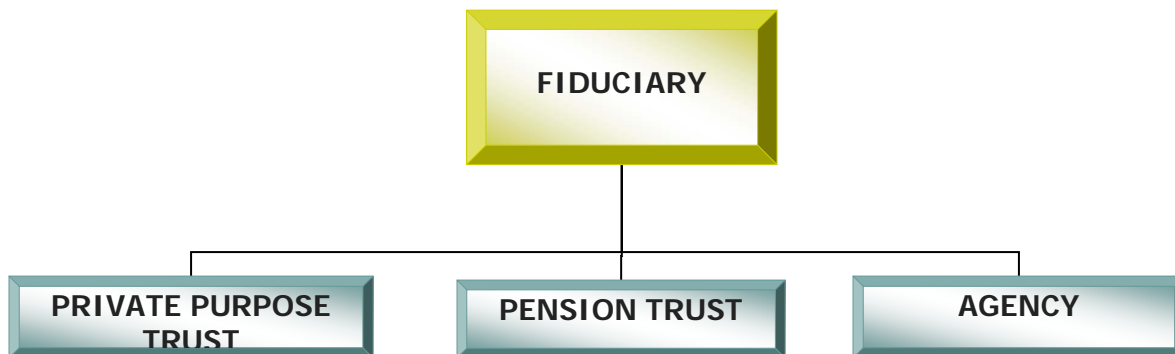 FIDUCIARY
PRIVATE PURPOSE
TRUST
PENSION TRUST
AGENCY